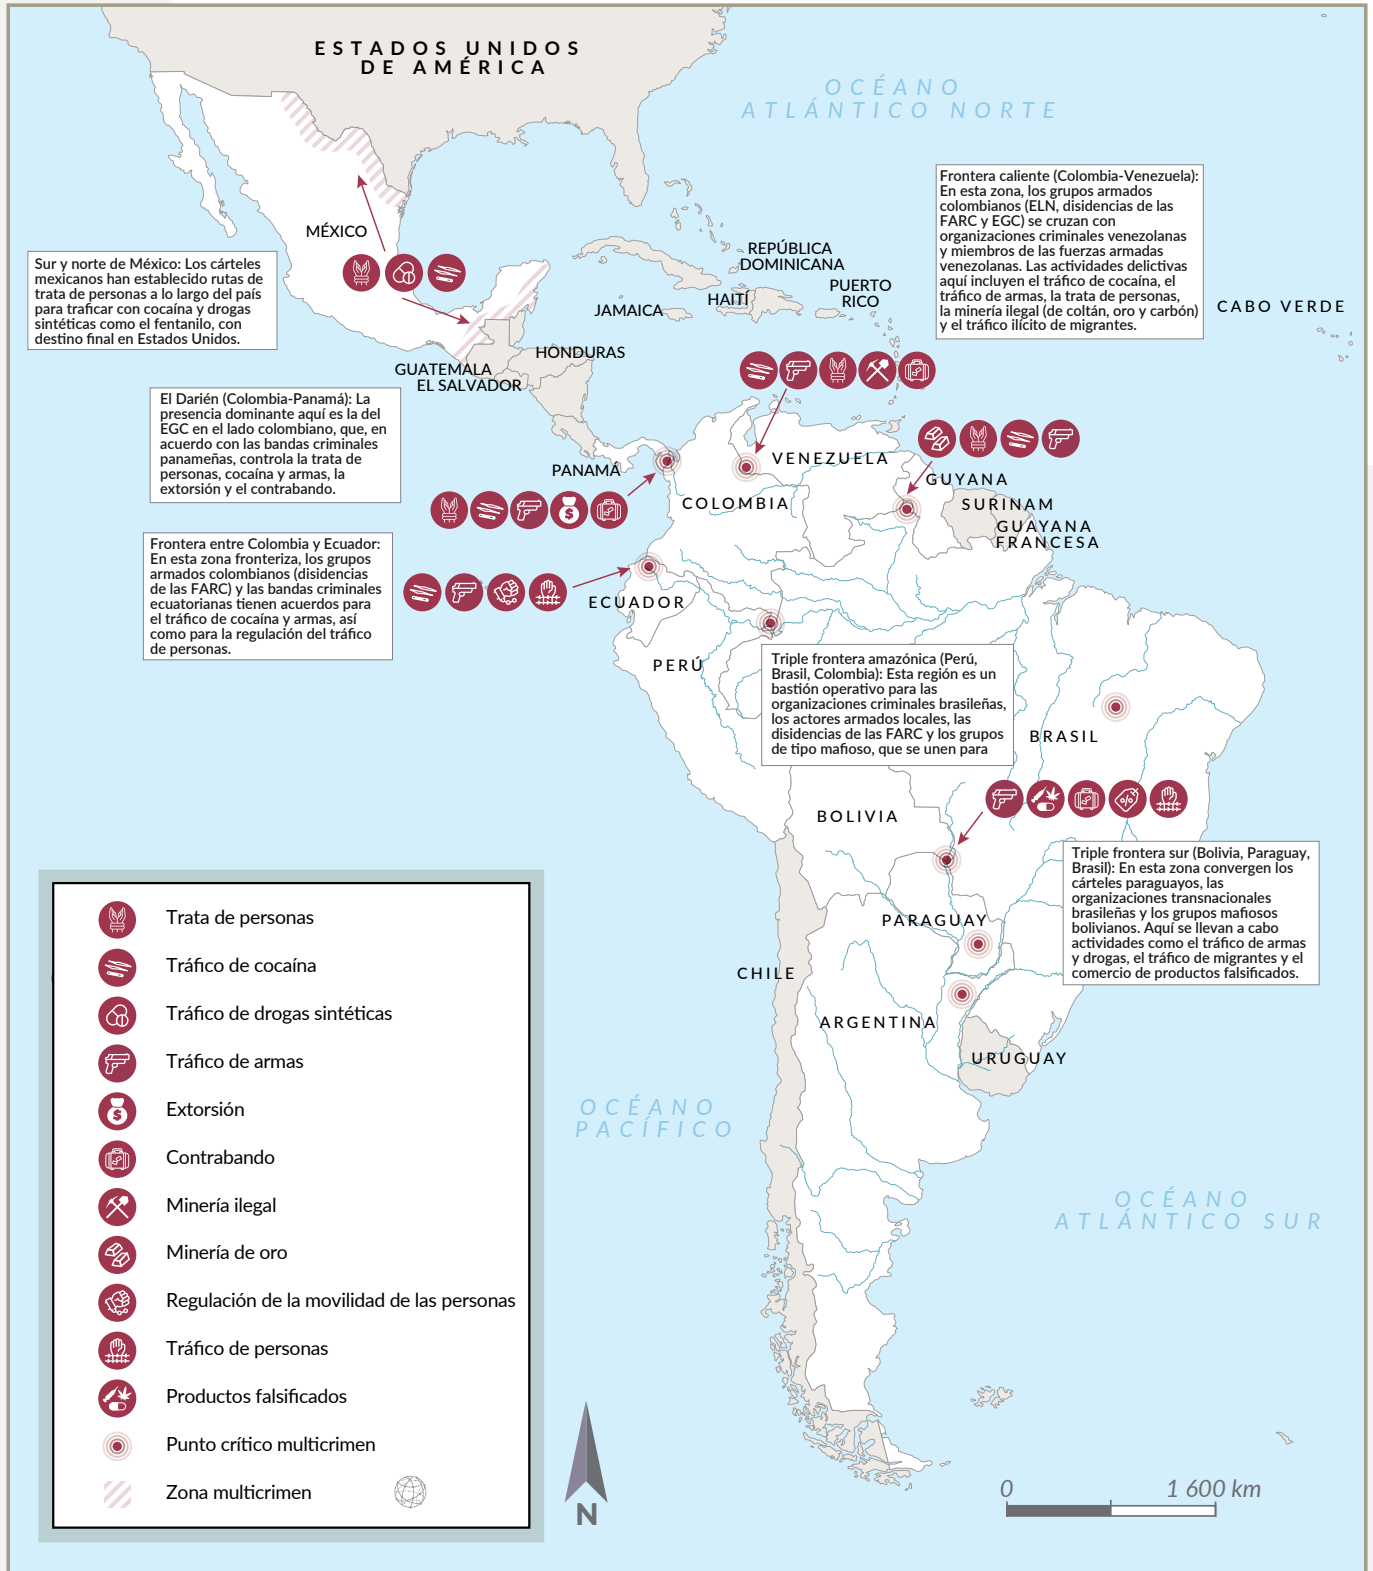 ESTADOS UNIDOS
DE AMÉRICA
OCÉANO
ATLÁNTICO NORTE
Frontera caliente (Colombia-Venezuela):
En esta zona, los grupos armados
colombianos (ELN, disidencias de las
FARC y EGC) se cruzan con
organizaciones criminales venezolanas
y miembros de las fuerzas armadas
venezolanas. Las actividades delictivas
aquí incluyen el tráfico de cocaína, el
tráfico de armas, la trata de personas,
la minería ilegal (de coltán, oro y carbón)
y el tráfico ilícito de migrantes.
MÉXICO
Sur y norte de México: Los cárteles
mexicanos han establecido rutas de
trata de personas a lo largo del país
para traficar con cocaína y drogas
sintéticas como el fentanilo, con
destino final en Estados Unidos.
REPÚBLICA
DOMINICANA
PUERTO
RICO
HAITÍ
JAMAICA
CABO VERDE
HONDURAS
GUATEMALA
EL SALVADOR
El Darién (Colombia-Panamá): La
presencia dominante aquí es la del
EGC en el lado colombiano, que, en
acuerdo con las bandas criminales
panameñas, controla la trata de
personas, cocaína y armas, la
extorsión y el contrabando.
PANAMÁ
VENEZUELA
GUYANA
COLOMBIA
SURINAM
GUAYANA
FRANCESA
$
Frontera entre Colombia y Ecuador:
En esta zona fronteriza, los grupos
armados colombianos (disidencias
de las FARC) y las bandas criminales
ecuatorianas tienen acuerdos para
el tráfico de cocaína y armas, así
como para la regulación del tráfico
de personas.
ECUADOR
PERÚ
Triple frontera amazónica (Perú,
Brasil, Colombia): Esta región es un
bastión operativo para las
organizaciones criminales brasileñas,
los actores armados locales, las
disidencias de las FARC y los grupos
de tipo mafioso, que se unen para
BRASIL
BOLIVIA
%
Triple frontera sur (Bolivia, Paraguay,
Brasil): En esta zona convergen los
cárteles paraguayos, las
organizaciones transnacionales
brasileñas y los grupos mafiosos
bolivianos. Aquí se llevan a cabo
actividades como el tráfico de armas
y drogas, el tráfico de migrantes y el
comercio de productos falsificados.
PARAGUAY
CHILE
ARGENTINA
URUGUAY
OCÉANO
PACÍFICO
OCÉANO
ATLÁNTICO SUR
Trata de personas
Tráfico de cocaína
Tráfico de drogas sintéticas
Tráfico de armas
$
Extorsión
Contrabando
Minería ilegal
Minería de oro
Regulación de la movilidad de las personas
Tráfico de personas
Productos falsificados
Punto crítico multicrimen
Zona multicrimen
N
0 1 600 km